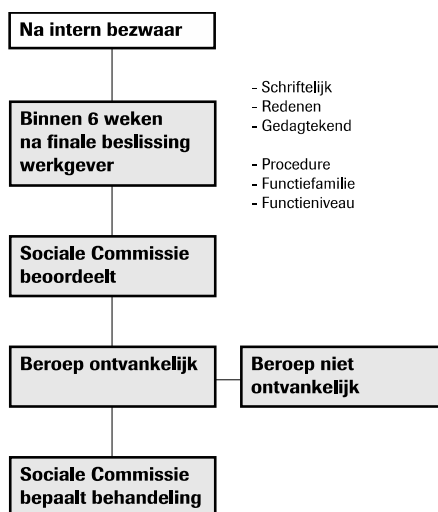 Na intern bezwaar
Binnen 6 weken
na finale beslissing
werkgever
- Schriftelijk
- Redenen
- Gedagtekend
- Procedure
- Functiefamilie
- Functieniveau
Sociale Commissie
beoordeelt
Beroep ontvankelijk
Beroep niet
ontvankelijk
Sociale Commissie
bepaalt behandeling